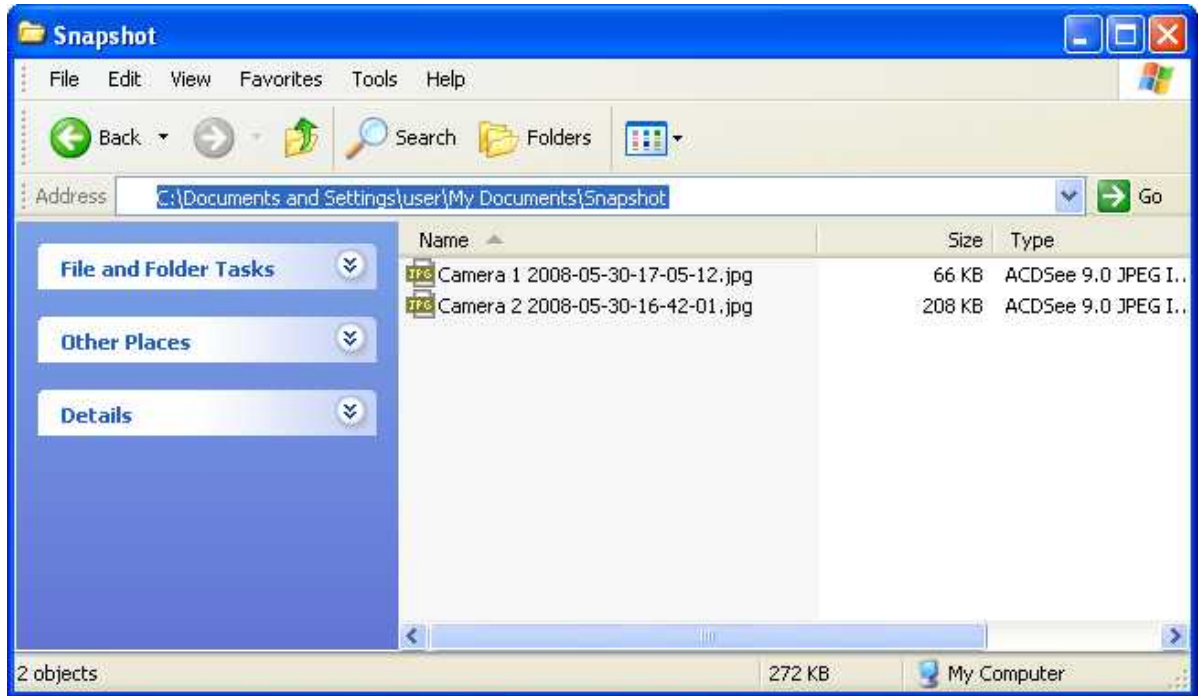 Snapshot
File Edit View Favorites Tools Help
Back Search Folders
Address C:\Documents and Settings\user\My Documents\Snapshot Go
Name Size Type
File and Folder Tasks
JPG Camera 1 2008-05-30-17-05-12.jpg 66 KB ACDSee 9.0 JPEG I..
JPG Camera 2 2008-05-30-16-42-01.jpg 208 KB ACDSee 9.0 JPEG I..
Other Places
Details
2 objects 272 KB My Computer